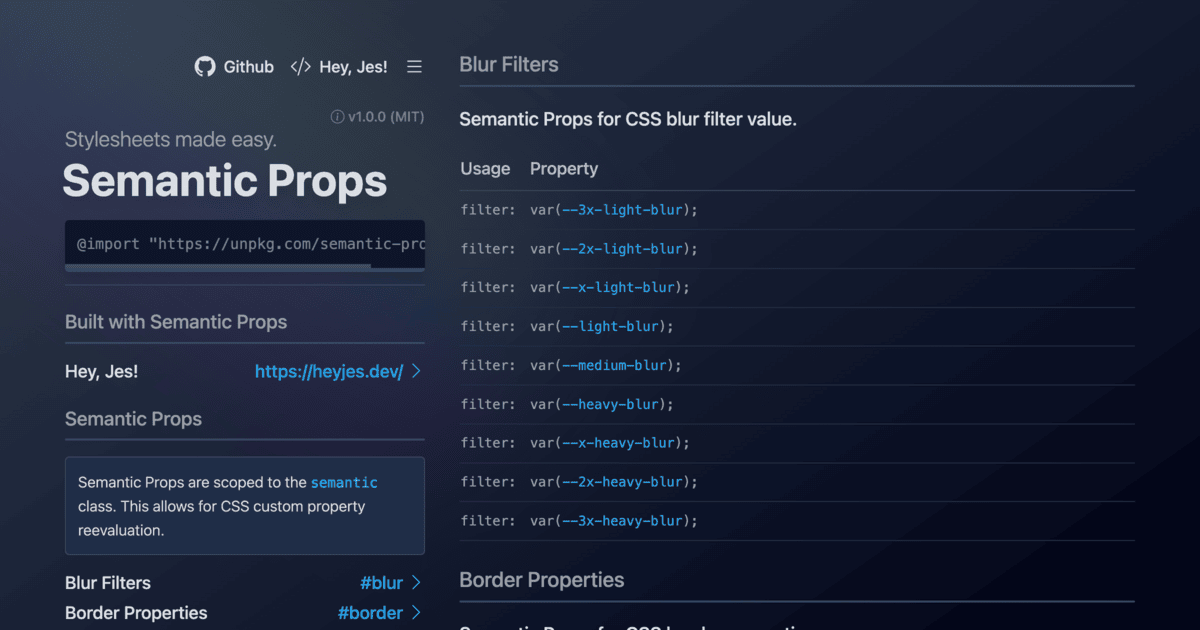 Github
</> Hey, Jes!
v1.0.0 (MIT)
Stylesheets made easy.
Semantic Props
@import "https://unpkg.com/semantic-pro
Built with Semantic Props
Hey, Jes! https://heyjes.dev/
Semantic Props
Semantic Props are scoped to the semantic
class. This allows for CSS custom property
reevaluation.
Blur Filters #blur
Border Properties #border
Blur Filters
Semantic Props for CSS blur filter value.
Usage Property
filter: var(--3x-light-blur);
filter: var(--2x-light-blur);
filter: var(--x-light-blur);
filter: var(--light-blur);
filter: var(--medium-blur);
filter: var(--heavy-blur);
filter: var(--x-heavy-blur);
filter: var(--2x-heavy-blur);
filter: var(--3x-heavy-blur);
Border Properties